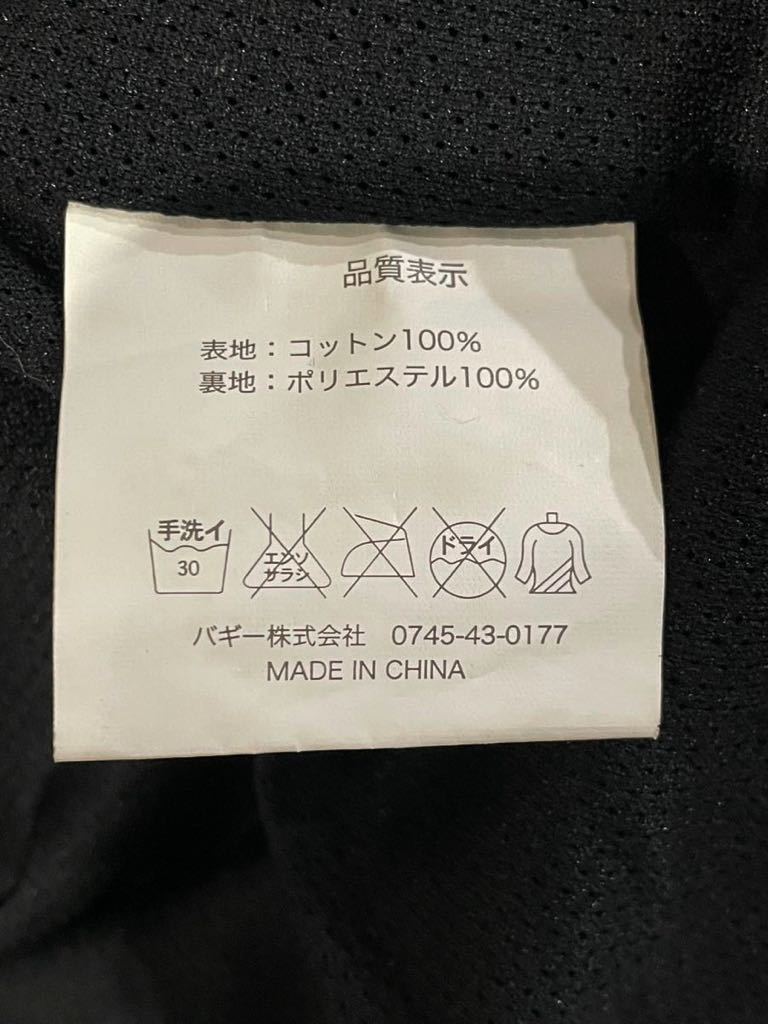 品質表示
表地：コットン100%
裏地：ポリエステル100%
手洗イ
30
エンソ
サラシ
ドライ
バギー株式会社　0745-43-0177
MADE IN CHINA